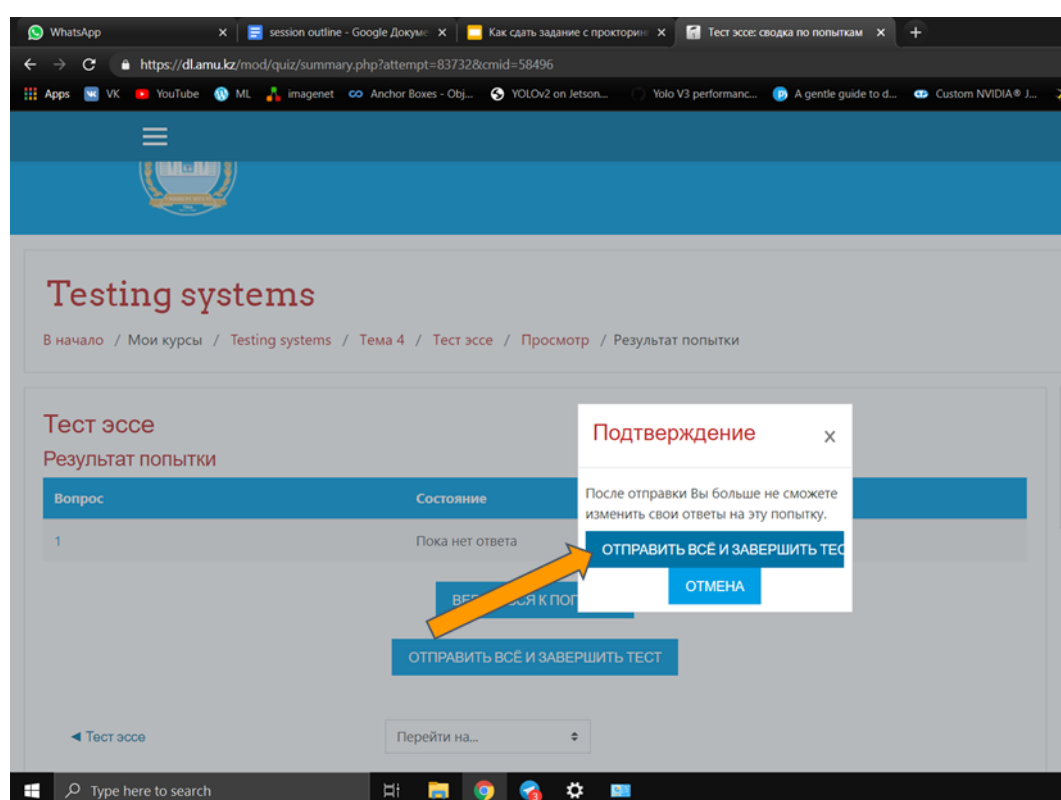 WhatsApp
session outline - Google Докуме
Как сдать задание с прокторин
Тест эссе: сводка по попыткам
https://dl.amu.kz/mod/quiz/summary.php?attempt=83732&cmid=58496
Apps VK YouTube ML imagenet Anchor Boxes - Obj... YOLOv2 on Jetson... Yolo V3 performanc... A gentle guide to d... Custom NVIDIA® J...
Testing systems
В начало / Мои курсы / Testing systems / Тема 4 / Тест эссе / Просмотр / Результат попытки
Тест эссе
Результат попытки
Вопрос Состояние
1 Пока нет ответа
Подтверждение ×
После отправки Вы больше не сможете
изменить свои ответы на эту попытку.
ОТПРАВИТЬ ВСЁ И ЗАВЕРШИТЬ ТЕС
ОТМЕНА
ОТПРАВИТЬ ВСЁ И ЗАВЕРШИТЬ ТЕСТ
◄ Тест эссе
Перейти на...
Type here to search
3